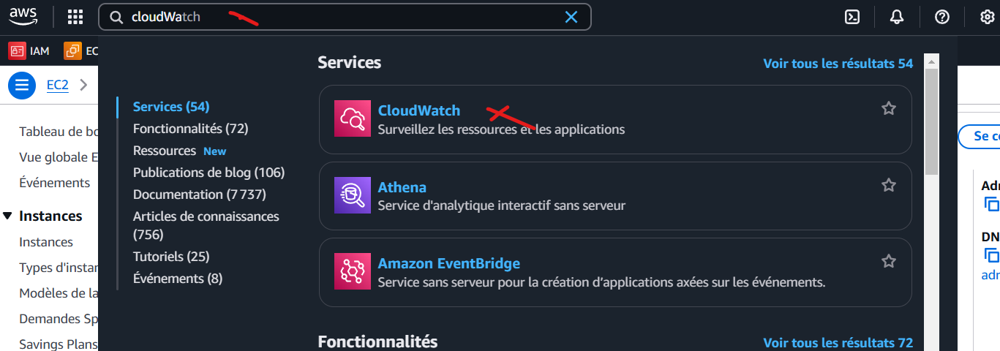 aws
cloudWatch
IAM
EC
EC2
Tableau de bo
Vue globale E
Événements
Instances
Instances
Types d'instan
Modèles de la
Demandes Sp
Savings Plans
Services (54)
Fonctionnalités (72)
Ressources New
Publications de blog (106)
Documentation (7 737)
Articles de connaissances
(756)
Tutoriels (25)
Événements (8)
Services
Voir tous les résultats 54
CloudWatch
Surveillez les ressources et les applications
Athena
Service d'analytique interactif sans serveur
Amazon EventBridge
Service sans serveur pour la création d’applications axées sur les événements.
Fonctionnalités
Voir tous les résultats 72
Se c
Adr
DN
adr